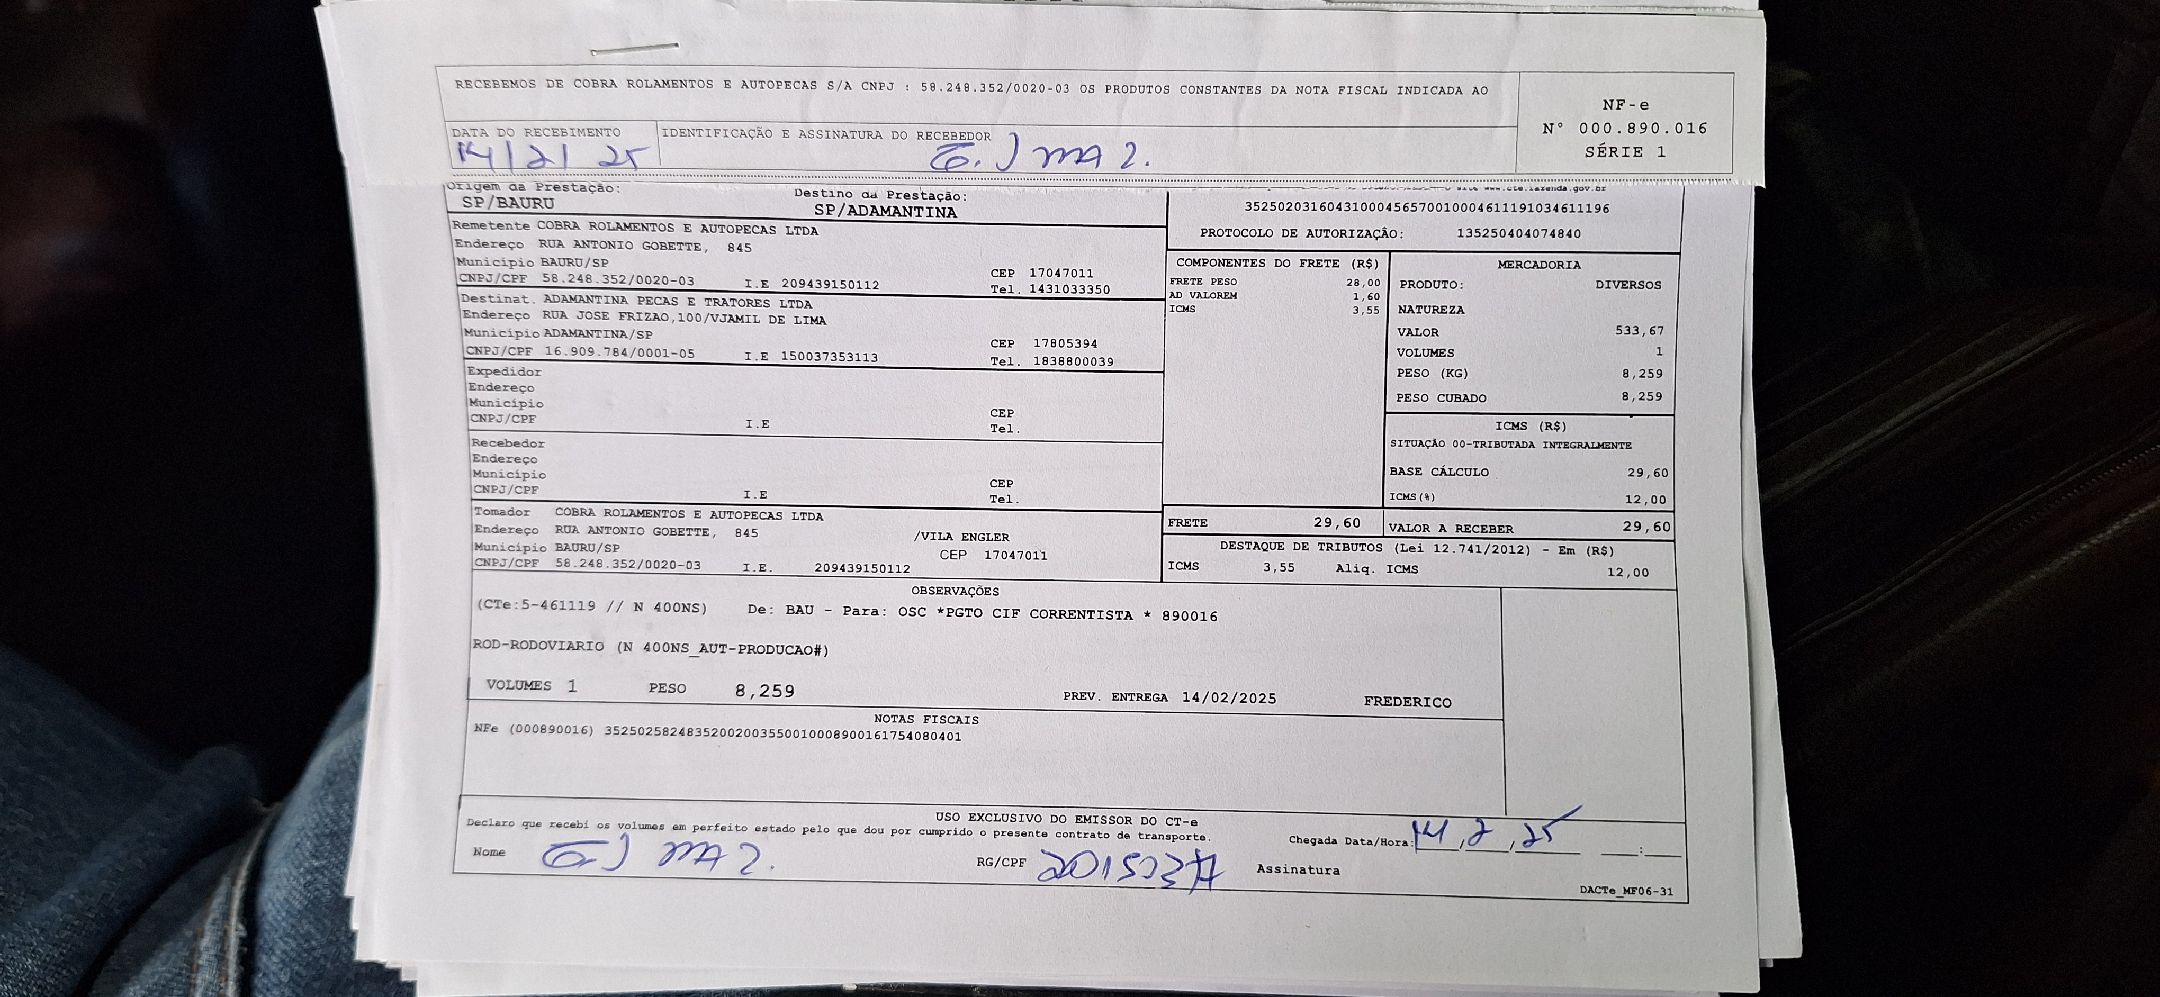 RECEBEMOS DE COBRA ROLAMENTOS E AUTOPECAS S/A CNPJ : 58.248.352/0020-03 OS PRODUTOS CONSTANTES DA NOTA FISCAL INDICADA AO
NF-e
N° 000.890.016
SÉRIE 1
DATA DO RECEBIMENTO
14/2/25
IDENTIFICAÇÃO E ASSINATURA DO RECEBEDOR
Origem da Prestação:
SP/BAURU
Destino da Prestação:
SP/ADAMANTINA
35250203160431000456570010004611191034611196
PROTOCOLO DE AUTORIZAÇÃO: 135250404074840
Remetente COBRA ROLAMENTOS E AUTOPECAS LTDA
Endereço RUA ANTONIO GOBETTE, 845
Município BAURU/SP
CEP 17047011
CNPJ/CPF 58.248.352/0020-03 I.E 209439150112 Tel. 1431033350
Destinat. ADAMANTINA PECAS E TRATORES LTDA
Endereço RUA JOSE FRIZAO,100/VJAMIL DE LIMA
Município ADAMANTINA/SP
CEP 17805394
CNPJ/CPF 16.909.784/0001-05 I.E 150037353113 Tel. 1838800039
Expedidor
Endereço
Município
CEP
CNPJ/CPF I.E Tel.
Recebedor
Endereço
Município
CEP
CNPJ/CPF I.E Tel.
Tomador COBRA ROLAMENTOS E AUTOPECAS LTDA
Endereço RUA ANTONIO GOBETTE, 845 /VILA ENGLER
Município BAURU/SP CEP 17047011
CNPJ/CPF 58.248.352/0020-03 I.E. 209439150112
COMPONENTES DO FRETE (R$)
FRETE PESO 28,00
AD VALOREM 1,60
ICMS 3,55
MERCADORIA
PRODUTO: DIVERSOS
NATUREZA
VALOR 533,67
VOLUMES 1
PESO (KG) 8,259
PESO CUBADO 8,259
ICMS (R$)
SITUAÇÃO 00-TRIBUTADA INTEGRALMENTE
BASE CÁLCULO 29,60
ICMS(%) 12,00
FRETE 29,60
VALOR A RECEBER 29,60
DESTAQUE DE TRIBUTOS (Lei 12.741/2012) - Em (R$)
ICMS 3,55 Aliq. ICMS 12,00
OBSERVAÇÕES
(CTe:5-461119 // N 400NS) De: BAU - Para: OSC *PGTO CIF CORRENTISTA * 890016
ROD-RODOVIARIO (N 400NS_AUT-PRODUCAO#)
VOLUMES 1 PESO 8,259 PREV. ENTREGA 14/02/2025 FREDERICO
NOTAS FISCAIS
NFe (000890016) 35250258248352002003550010008900161754080401
USO EXCLUSIVO DO EMISSOR DO CT-e
Declaro que recebi os volumes em perfeito estado pelo que dou por cumprido o presente contrato de transporte.
Chegada Data/Hora: 14,2,25 :
Nome
RG/CPF
Assinatura
DACTe_MF06-31